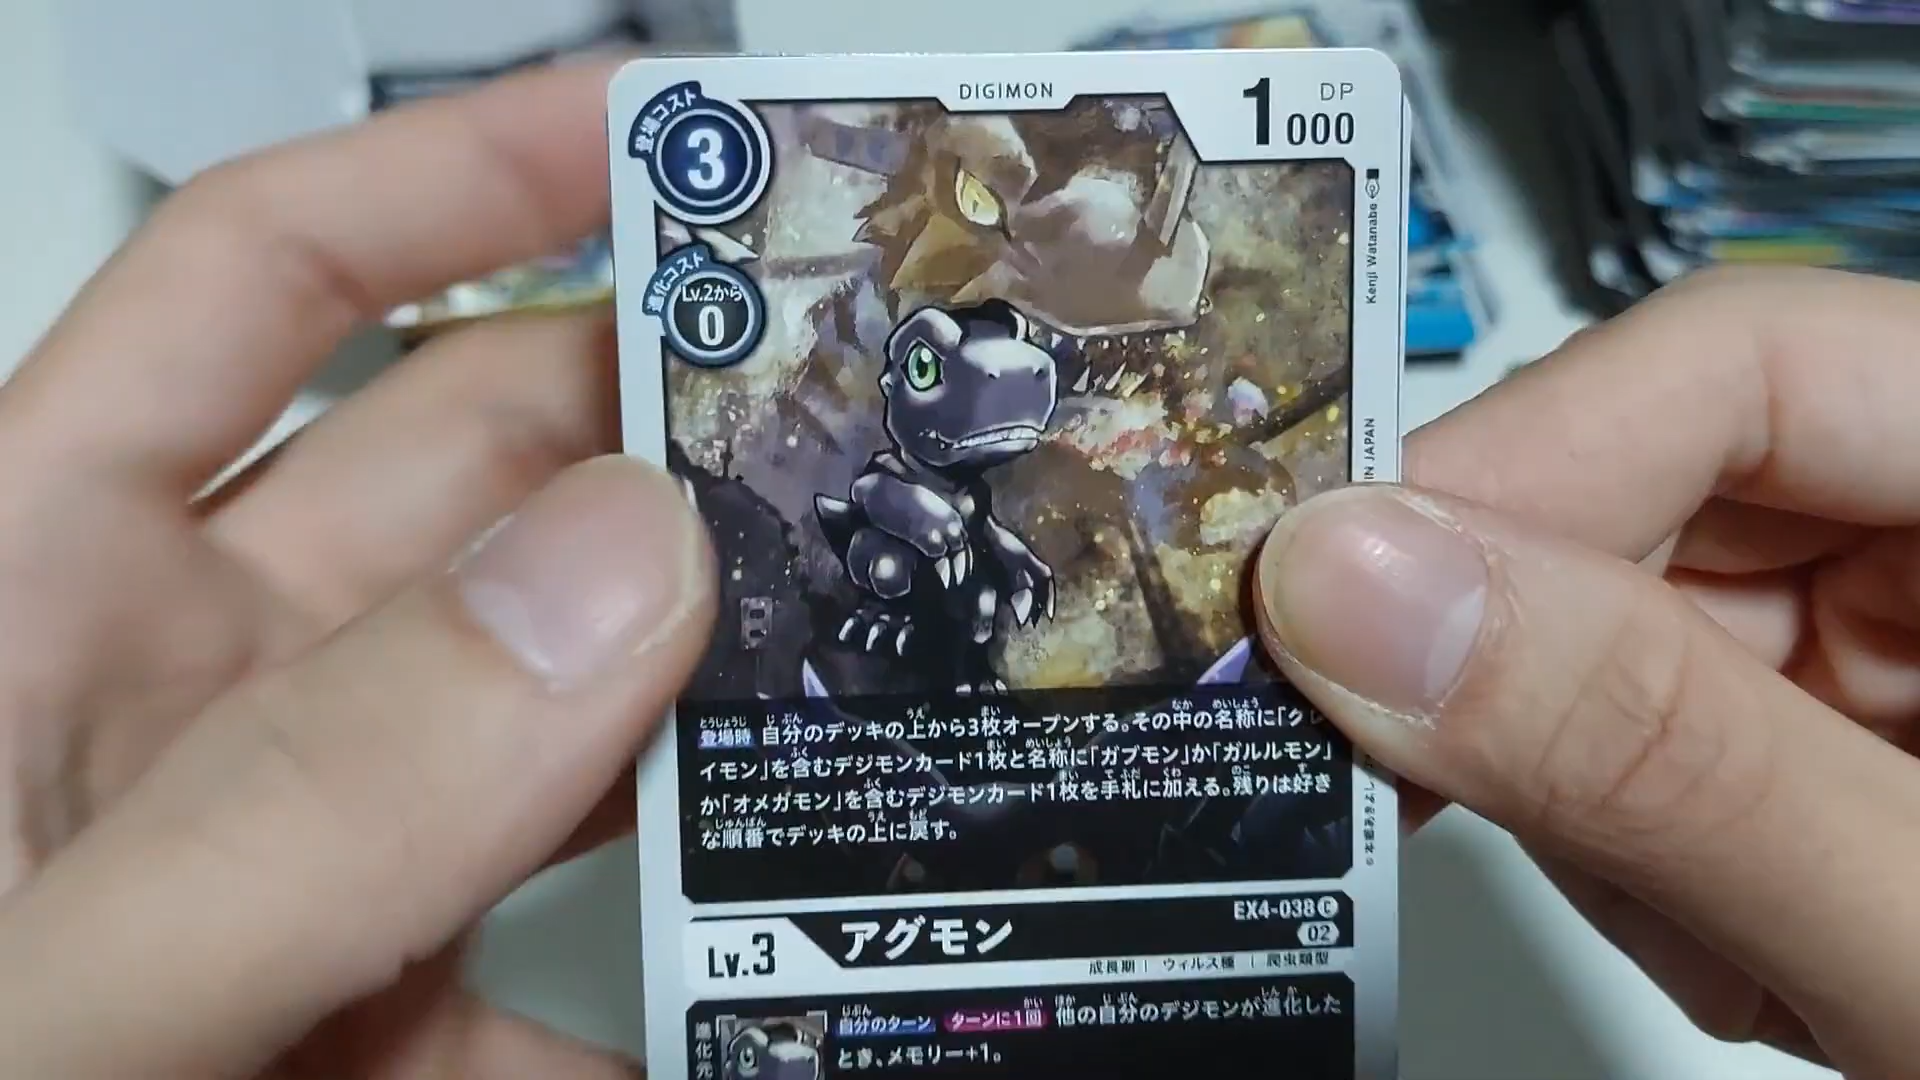 DIGIMON
DP
1000
登場コスト
3
進化コスト
Lv.2から
0
Kenji Watanabe
IN JAPAN
登場時 自分のデッキの上から3枚オープンする。その中の名称に「グレ
イモン」を含むデジモンカード1枚と名称に「ガブモン」か「ガルルモン」
か「オメガモン」を含むデジモンカード1枚を手札に加える。残りは好き
な順番でデッキの上に戻す。
EX4-038 C
02
Lv.3
アグモン
成長期 | ウィルス種 | 爬虫類型
進化元
自分のターン ターンに1回 他の自分のデジモンが進化した
とき、メモリー+1。
©本郷あきよし